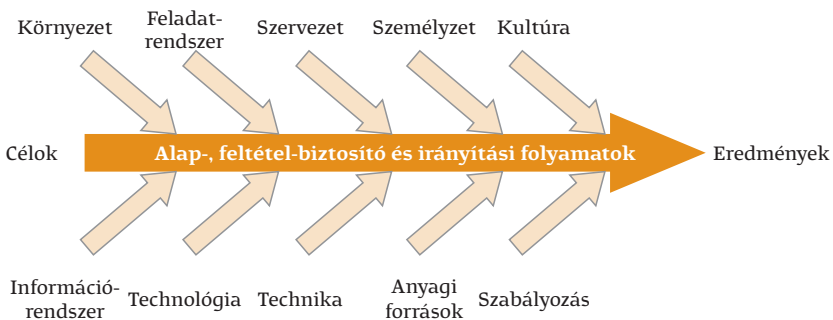 Környezet
Feladat-
rendszer
Szervezet
Személyzet
Kultúra
Célok
Alap-, feltétel-biztosító és irányítási folyamatok
Eredmények
Információ-
rendszer
Technológia
Technika
Anyagi
források
Szabályozás